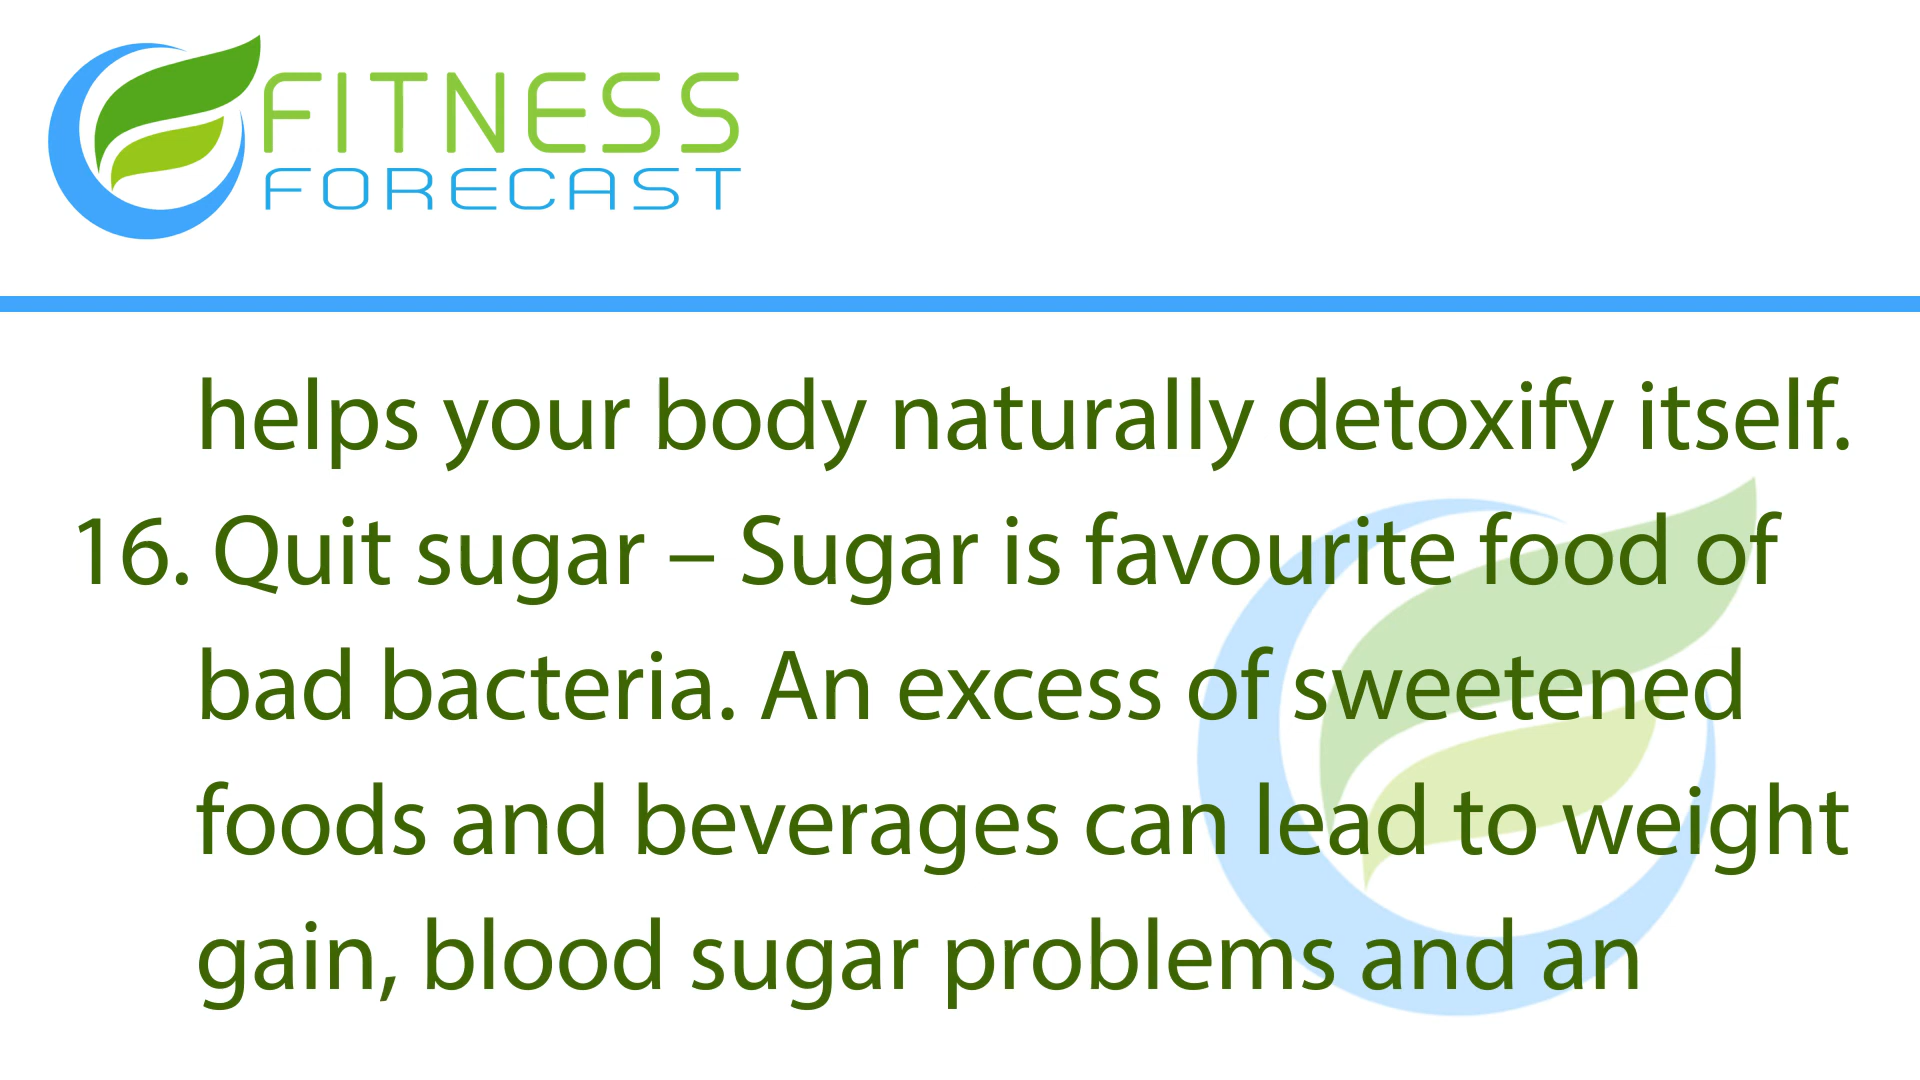 FITNESS
FORECAST
helps your body naturally detoxify itself.
16. Quit sugar – Sugar is favourite food of
bad bacteria. An excess of sweetened
foods and beverages can lead to weight
gain, blood sugar problems and an